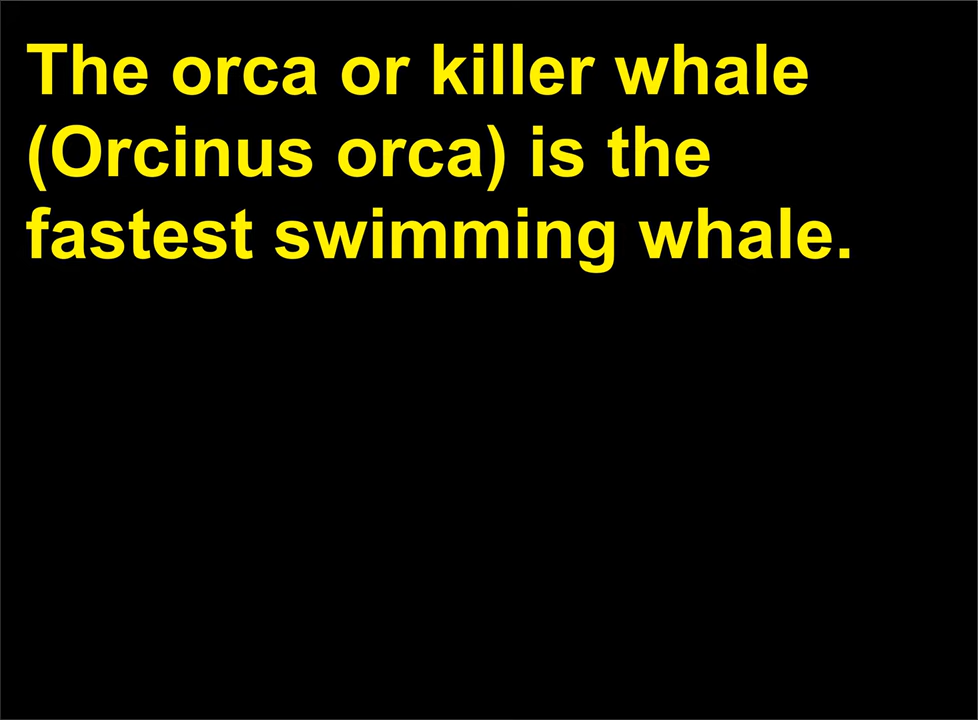 The orca or killer whale
(Orcinus orca) is the
fastest swimming whale.